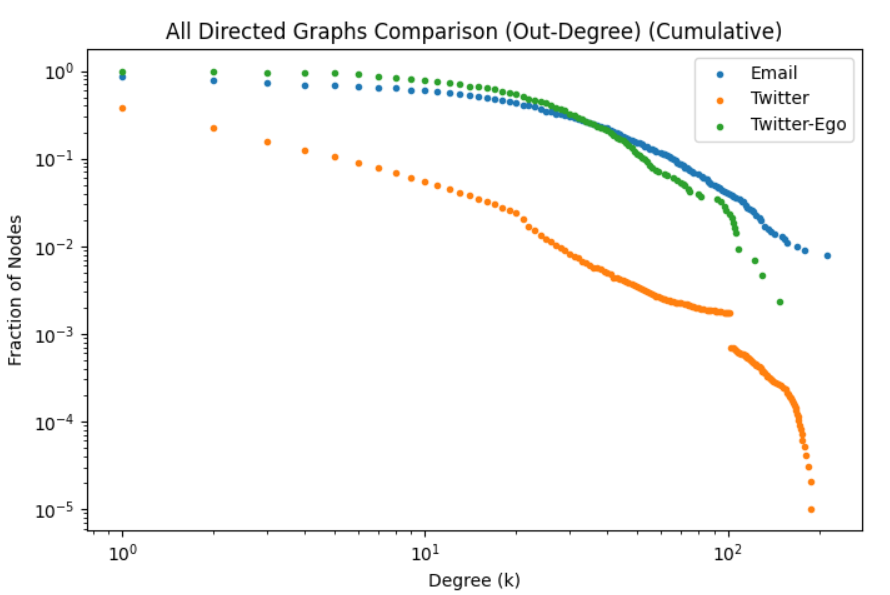 All Directed Graphs Comparison (Out-Degree) (Cumulative)
Email
Twitter
Twitter-Ego
Fraction of Nodes
10⁰
10⁻¹
10⁻²
10⁻³
10⁻⁴
10⁻⁵
10⁰ 10¹ 10²
Degree (k)